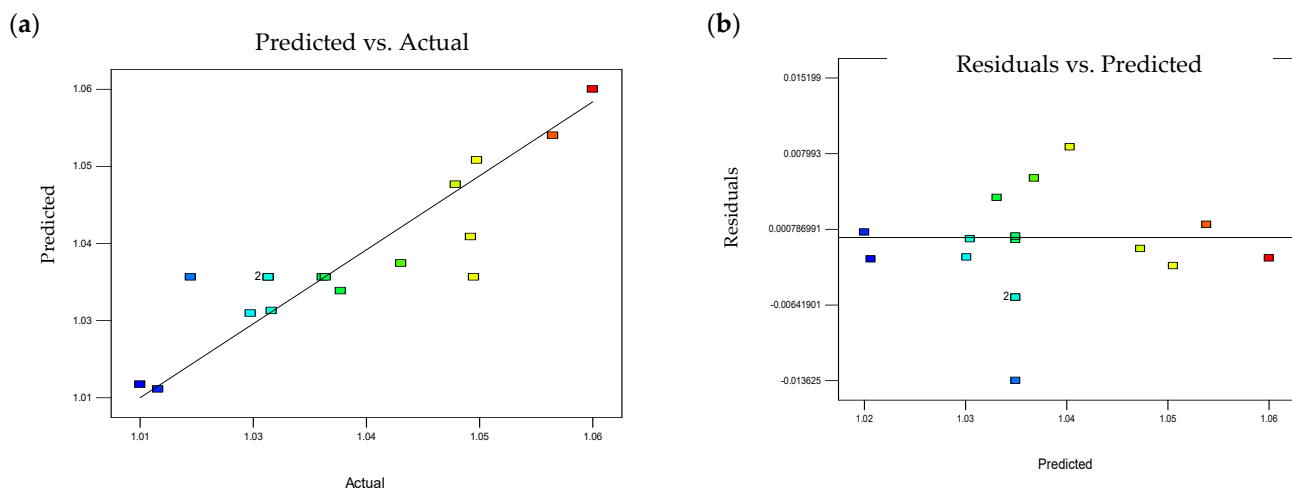 (a)
Predicted vs. Actual
1.06
1.05
1.04
1.03
1.01
Predicted
2
1.01 1.03 1.04 1.05 1.06
Actual
(b)
Residuals vs. Predicted
0.015199
0.007993
0.000786991
-0.00641901
-0.013625
Residuals
2
1.02 1.03 1.04 1.05 1.06
Predicted